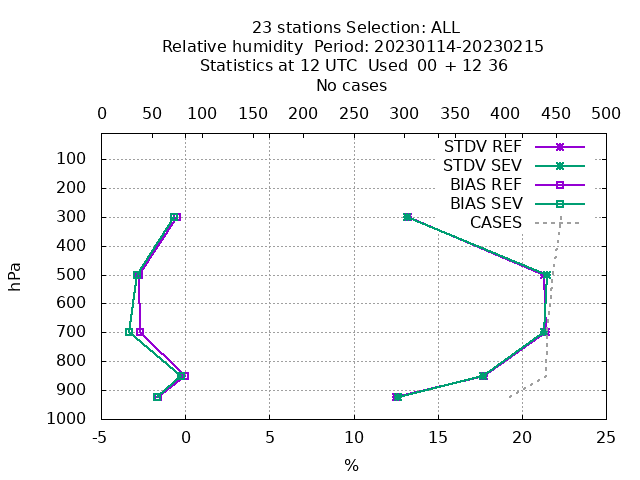 23 stations Selection: ALL
Relative humidity  Period: 20230114-20230215
Statistics at 12 UTC  Used  00 + 12 36
No cases
0 50 100 150 200 250 300 350 400 450 500
STDV REF
STDV SEV
BIAS REF
BIAS SEV
CASES
hPa
100
200
300
400
500
600
700
800
900
1000
-5 0 5 10 15 20 25
%